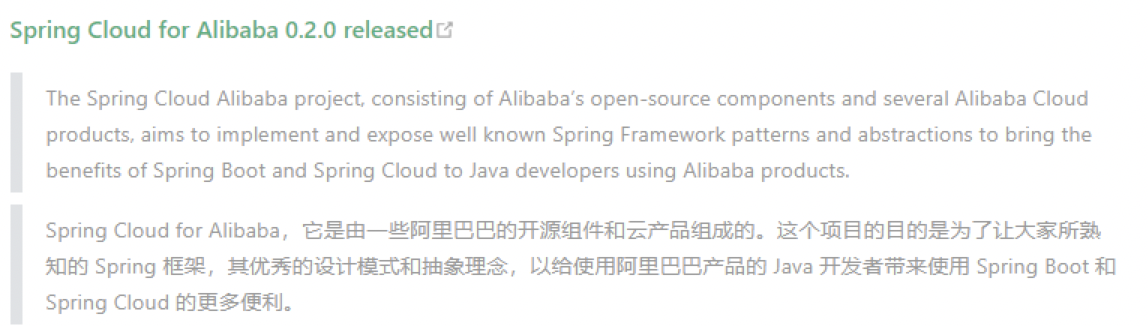 Spring Cloud for Alibaba 0.2.0 released
The Spring Cloud Alibaba project, consisting of Alibaba’s open-source components and several Alibaba Cloud
products, aims to implement and expose well known Spring Framework patterns and abstractions to bring the
benefits of Spring Boot and Spring Cloud to Java developers using Alibaba products.
Spring Cloud for Alibaba，它是由一些阿里巴巴的开源组件和云产品组成的。这个项目的目的是为了让大家所熟
知的 Spring 框架，其优秀的设计模式和抽象理念，以给使用阿里巴巴产品的 Java 开发者带来使用 Spring Boot 和
Spring Cloud 的更多便利。